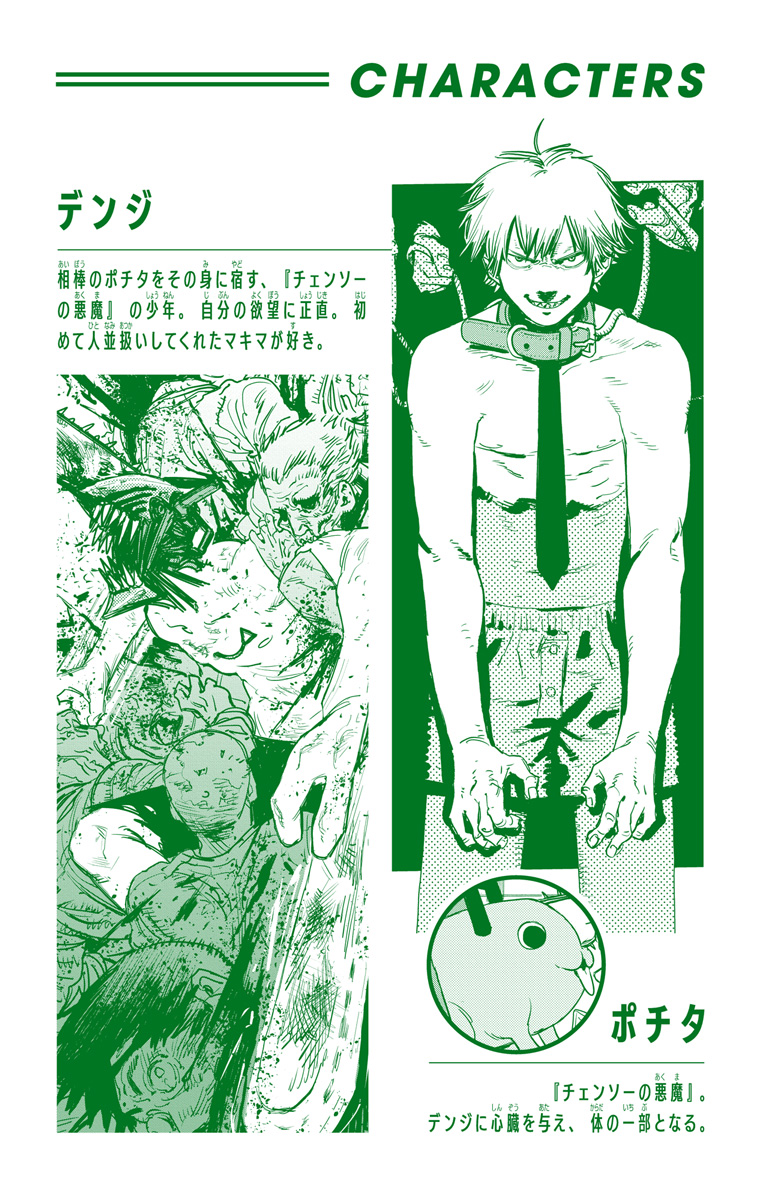 CHARACTERS
デンジ
相棒のポチタをその身に宿す、『チェンソー
の悪魔』の少年。自分の欲望に正直。初
めて人並扱いしてくれたマキマが好き。
ポチタ
『チェンソーの悪魔』。
デンジに心臓を与え、体の一部となる。